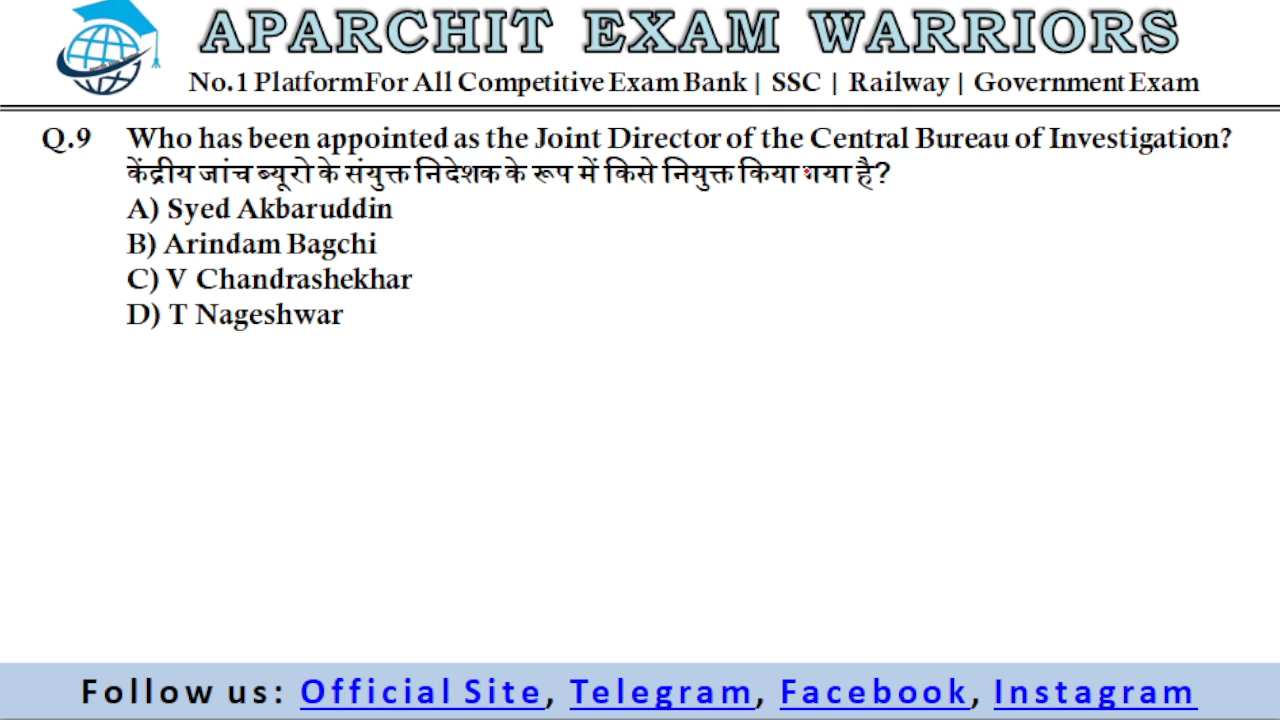 APARCHIT EXAM WARRIORS
No.1 PlatformFor All Competitive Exam Bank | SSC | Railway | Government Exam
Q.9 Who has been appointed as the Joint Director of the Central Bureau of Investigation?
केंद्रीय जांच ब्यूरो के संयुक्त निदेशक के रूप में किसे नियुक्त किया गया है?
A) Syed Akbaruddin
B) Arindam Bagchi
C) V Chandrashekhar
D) T Nageshwar
Follow us: Official Site, Telegram, Facebook, Instagram